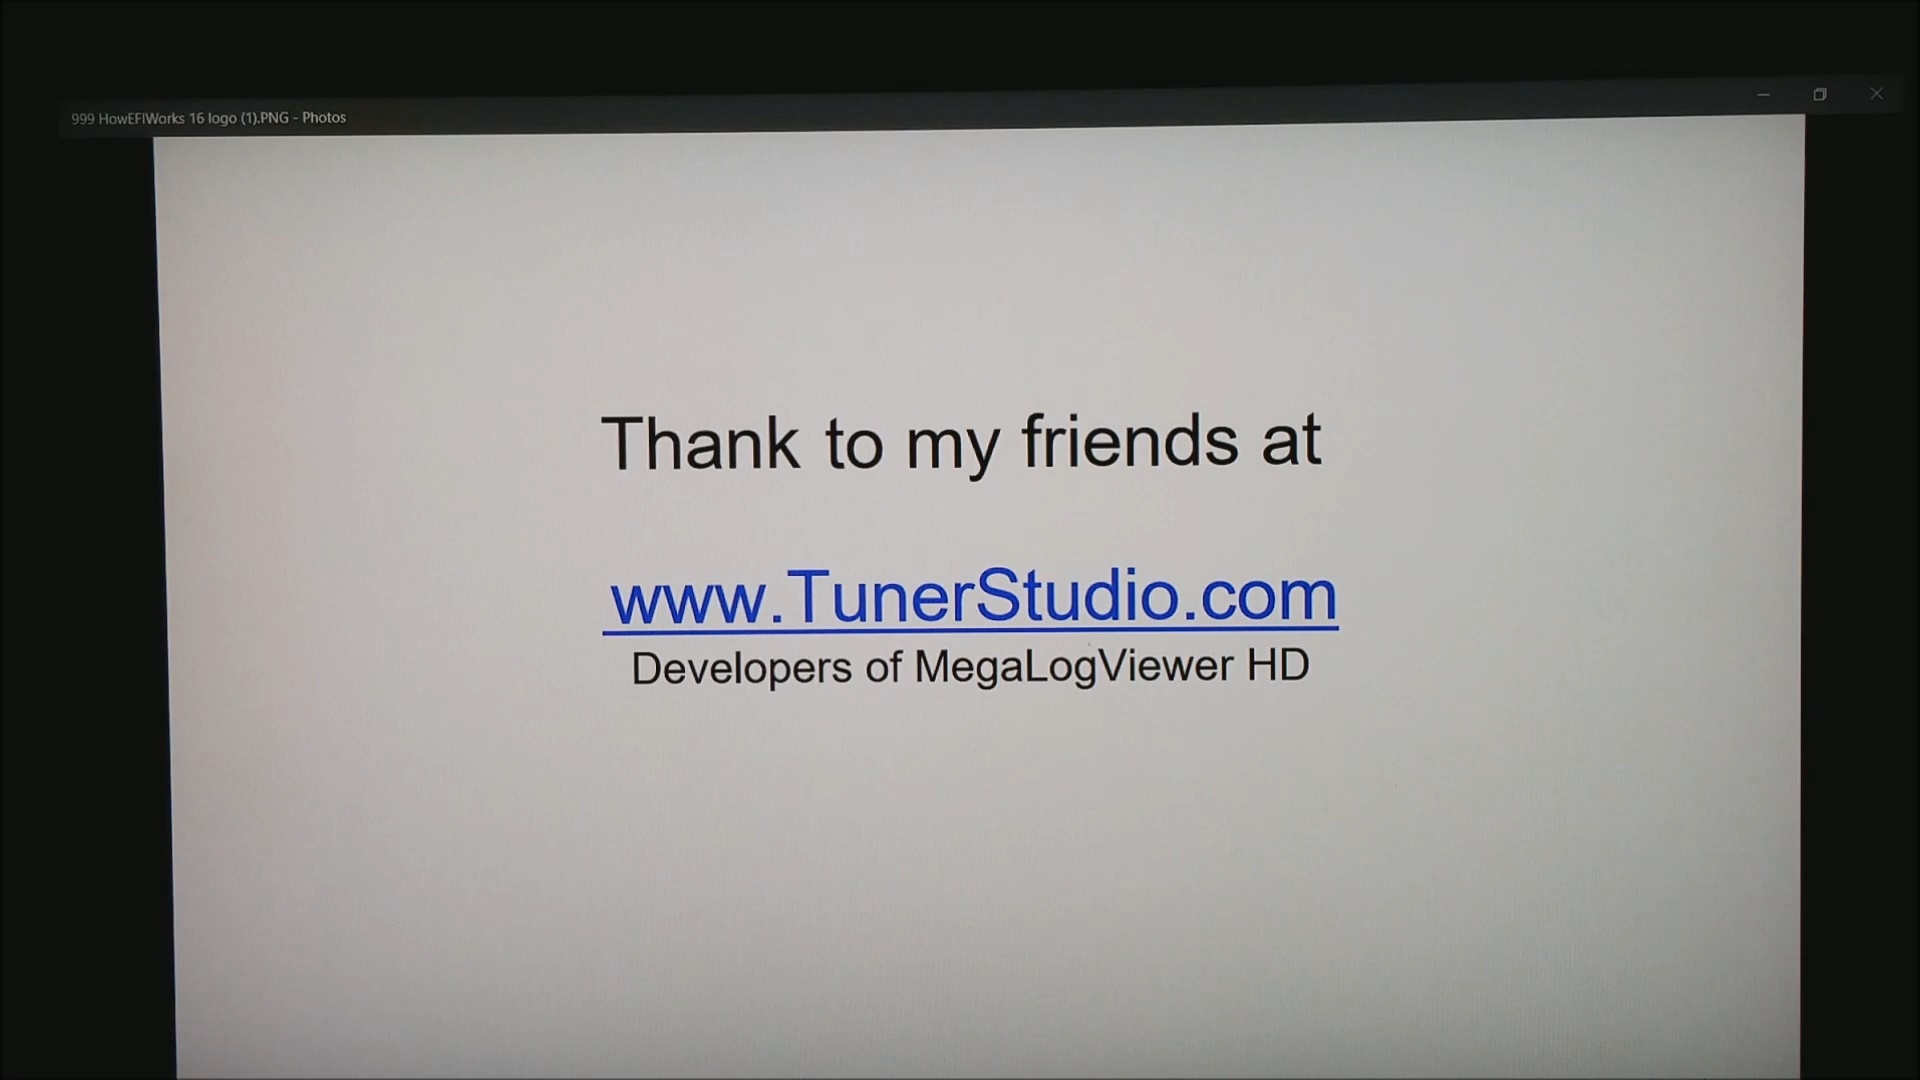 999 HowEFIWorks 16 logo (1).PNG - Photos
Thank to my friends at
www.TunerStudio.com
Developers of MegaLogViewer HD